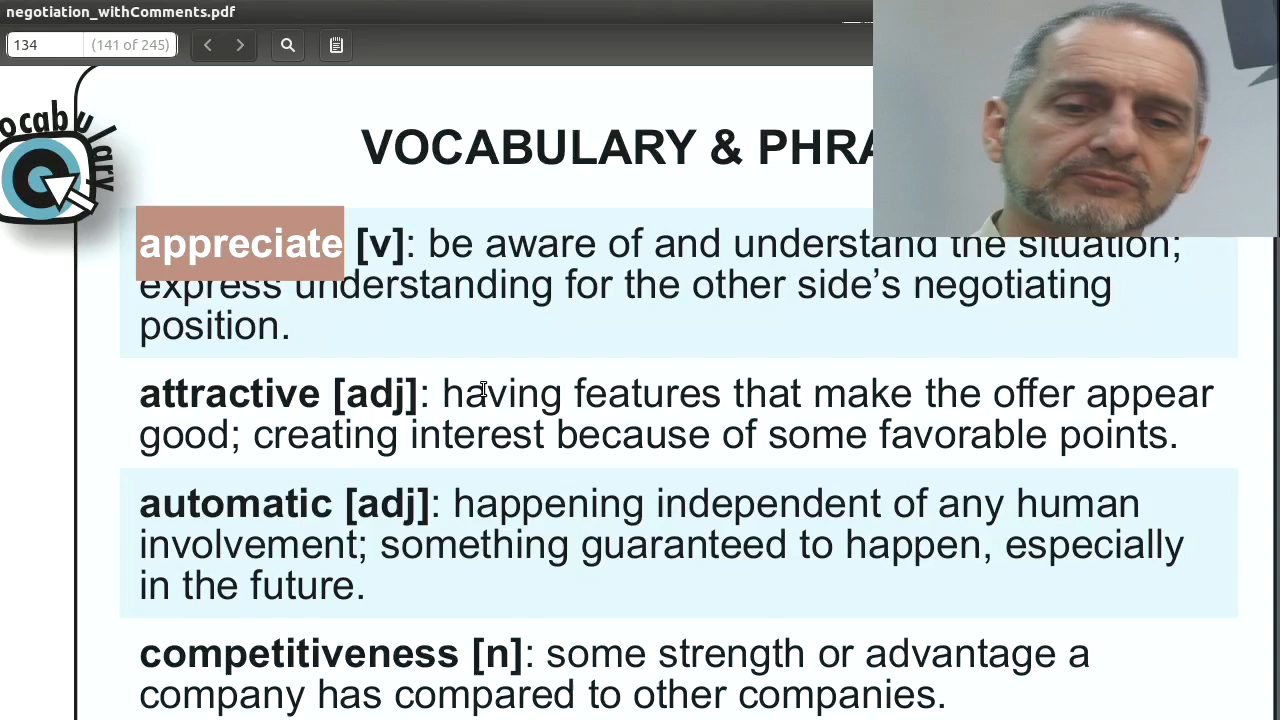 negotiation_withComments.pdf
134 (141 of 245)
ocabulary
VOCABULARY & PHRA
appreciate [v]: be aware of and understand the situation;
express understanding for the other side’s negotiating
position.
attractive [adj]: having features that make the offer appear
good; creating interest because of some favorable points.
automatic [adj]: happening independent of any human
involvement; something guaranteed to happen, especially
in the future.
competitiveness [n]: some strength or advantage a
company has compared to other companies.